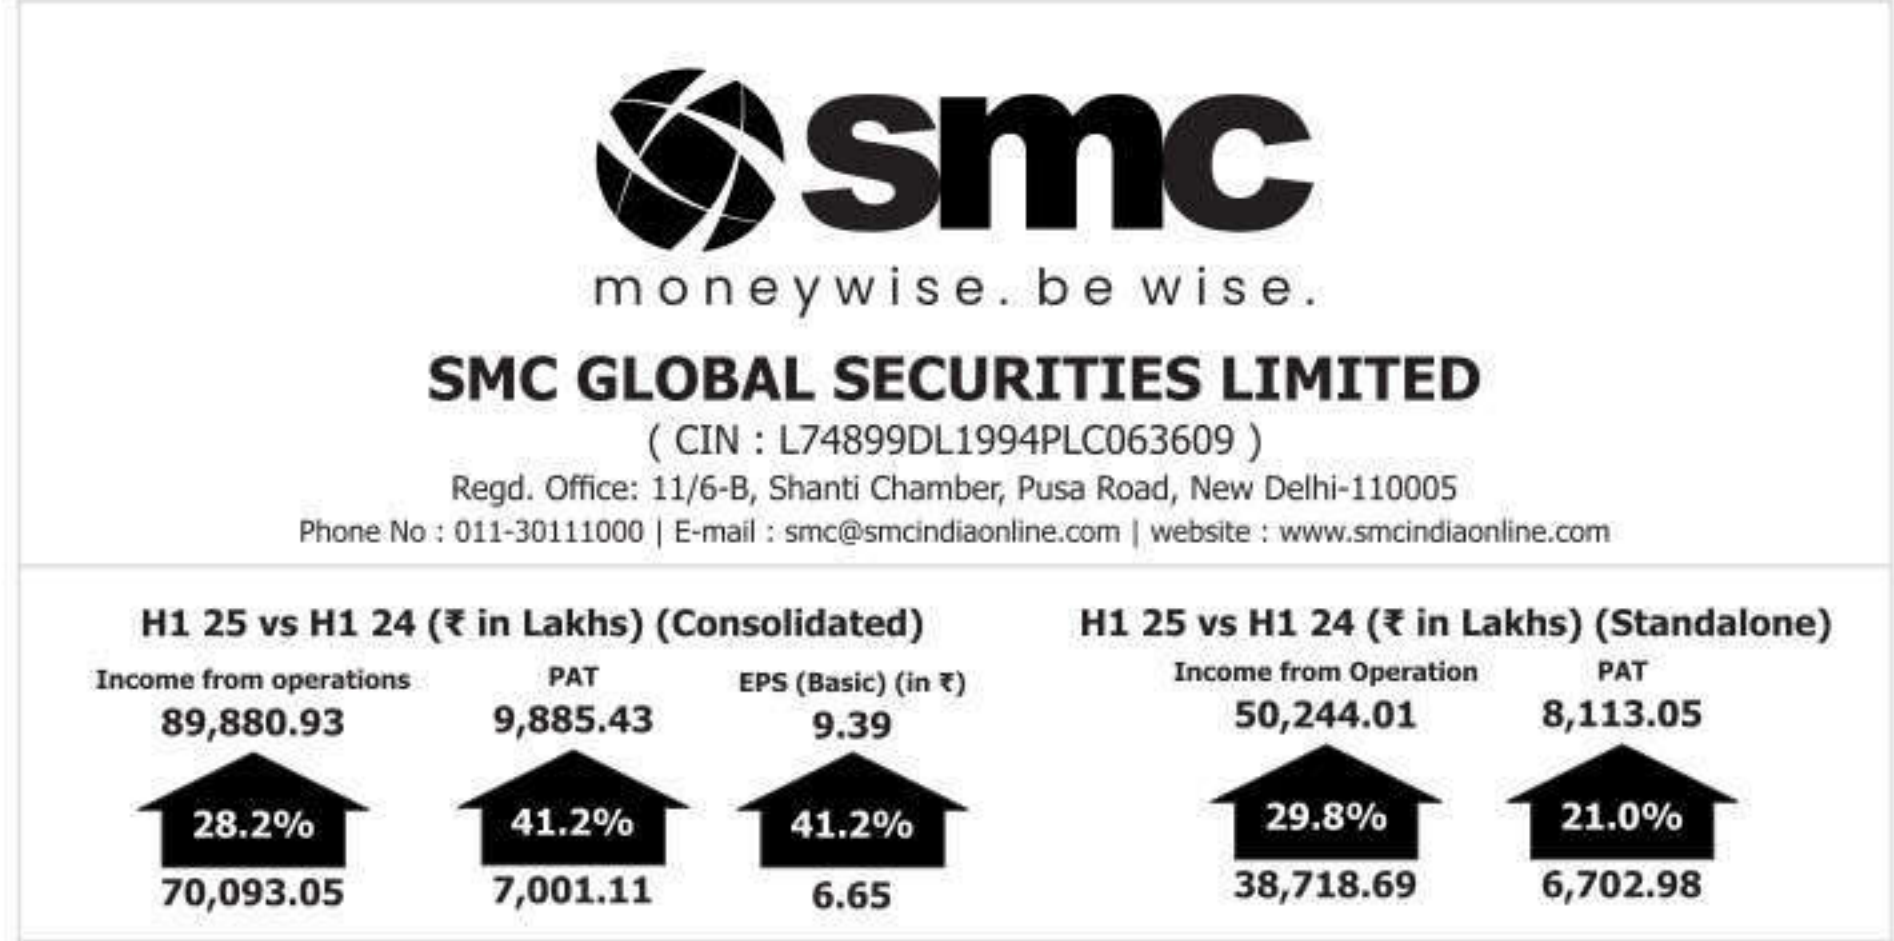 smc
moneywise. be wise.
SMC GLOBAL SECURITIES LIMITED
( CIN : L74899DL1994PLC063609 )
Regd. Office: 11/6-B, Shanti Chamber, Pusa Road, New Delhi-110005
Phone No : 011-30111000 | E-mail : smc@smcindiaonline.com | website : www.smcindiaonline.com
H1 25 vs H1 24 (₹ in Lakhs) (Consolidated)
Income from operations PAT EPS (Basic) (in ₹)
89,880.93 9,885.43 9.39
28.2% 41.2% 41.2%
70,093.05 7,001.11 6.65
H1 25 vs H1 24 (₹ in Lakhs) (Standalone)
Income from Operation PAT
50,244.01 8,113.05
29.8% 21.0%
38,718.69 6,702.98